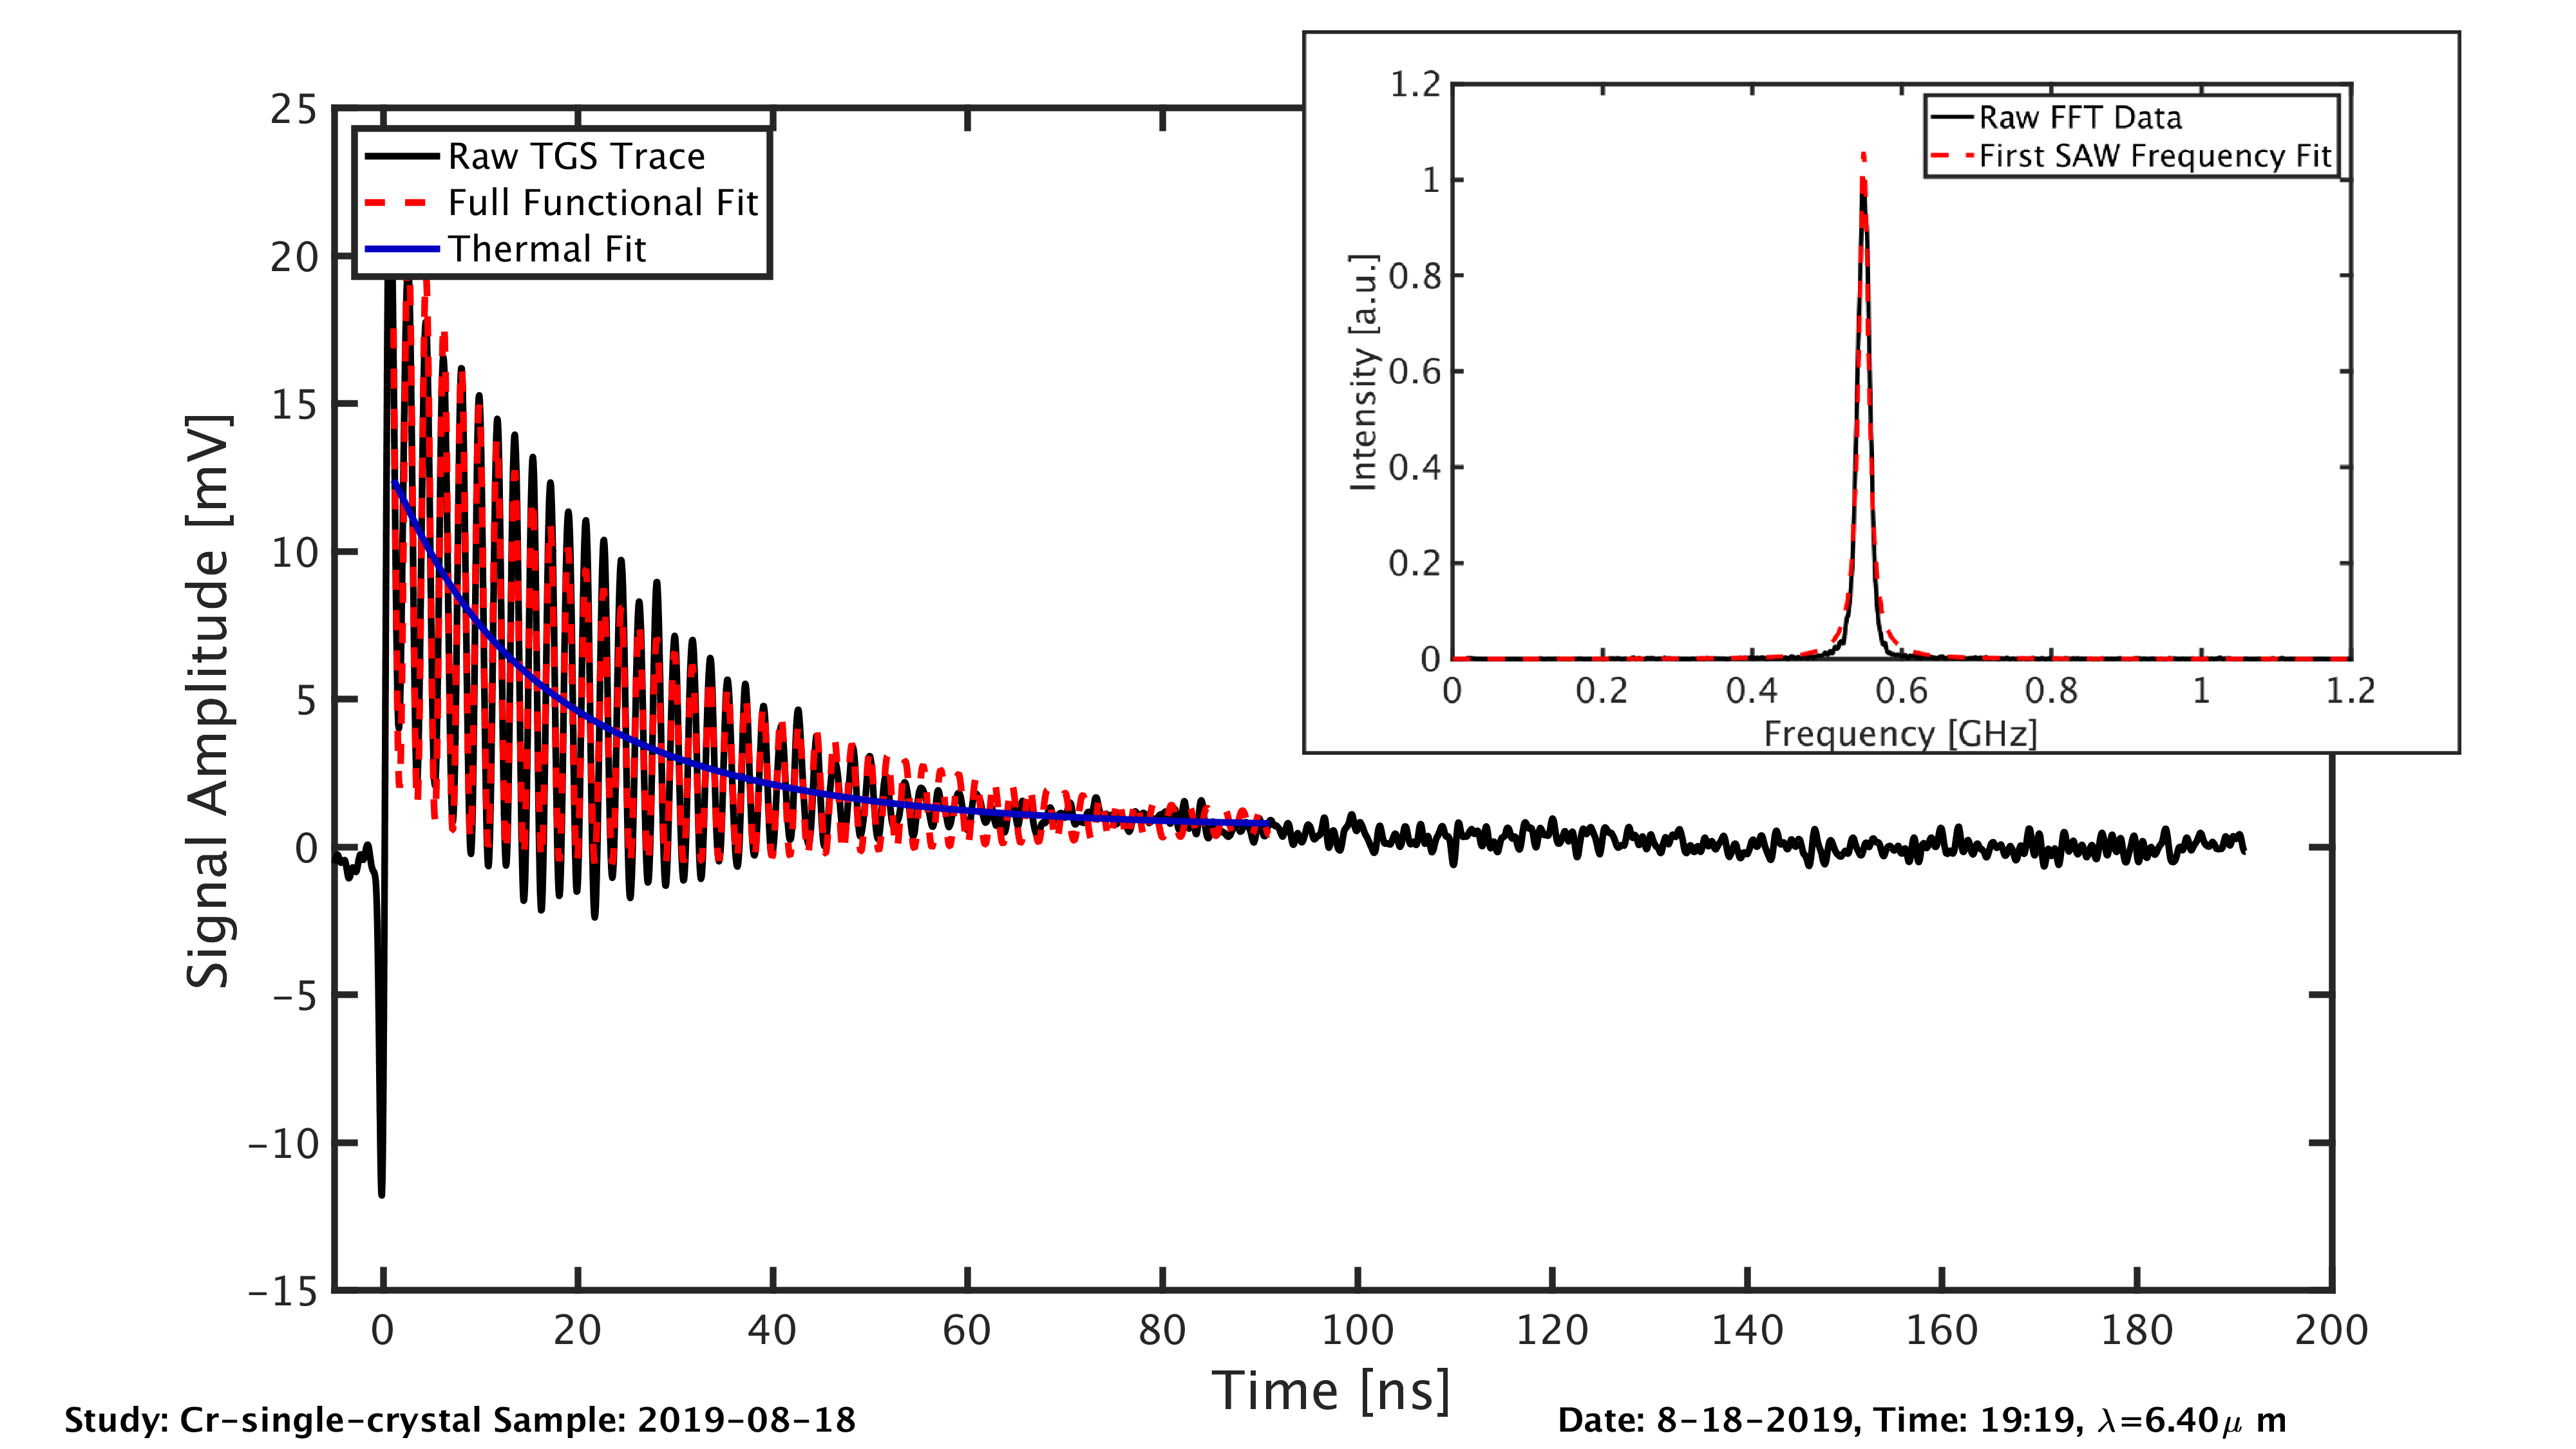 25
20
15
10
5
0
−5
−10
−15
Signal Amplitude [mV]
Raw TGS Trace
Full Functional Fit
Thermal Fit
1.2
1
0.8
0.6
0.4
0.2
0
Intensity [a.u.]
Raw FFT Data
First SAW Frequency Fit
0 0.2 0.4 0.6 0.8 1 1.2
Frequency [GHz]
0 20 40 60 80 100 120 140 160 180 200
Time [ns]
Study: Cr−single−crystal Sample: 2019−08−18
Date: 8−18−2019, Time: 19:19, λ=6.40μ m